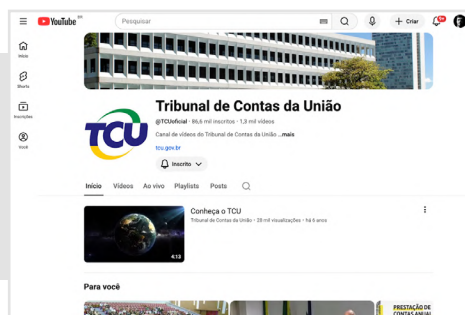 YouTube BR
Pesquisar
Criar
Início
Shorts
Inscrições
Você
TCU
Tribunal de Contas da União
@TCUoficial · 86,6 mil inscritos · 1,3 mil vídeos
Canal de vídeos do Tribunal de Contas da União ...mais
tcu.gov.br
Inscrito
Início Vídeos Ao vivo Playlists Posts
Conheça o TCU
Tribunal de Contas da União · 28 mil visualizações · há 6 anos
4:13
Para você
PRESTAÇÃO DE
CONTAS ANUAL